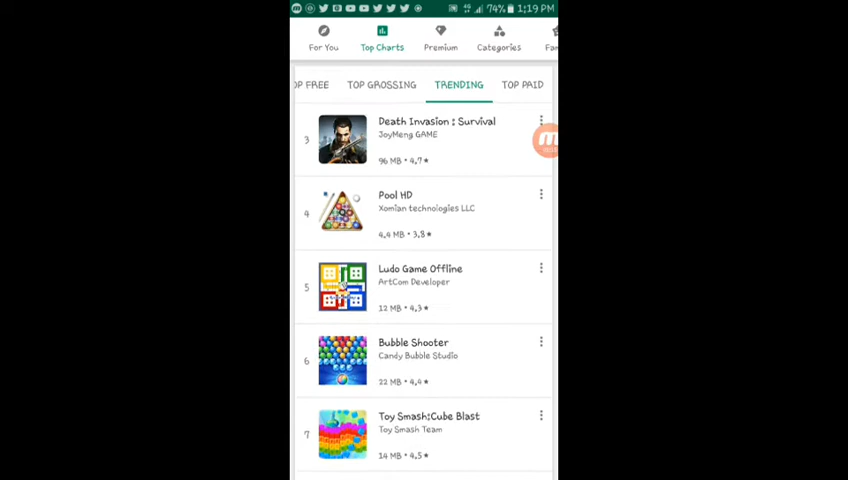 74% 1:19 PM
For You
Top Charts
Premium
Categories
Fam
OP FREE
TOP GROSSING
TRENDING
TOP PAID
3
Death Invasion : Survival
JoyMeng GAME
96 MB • 4.7★
4
Pool HD
Xomian technologies LLC
4.4 MB • 3.8★
5
Ludo Game Offline
ArtCom Developer
12 MB • 4.3★
6
Bubble Shooter
Candy Bubble Studio
22 MB • 4.4★
7
Toy Smash:Cube Blast
Toy Smash Team
14 MB • 4.5★